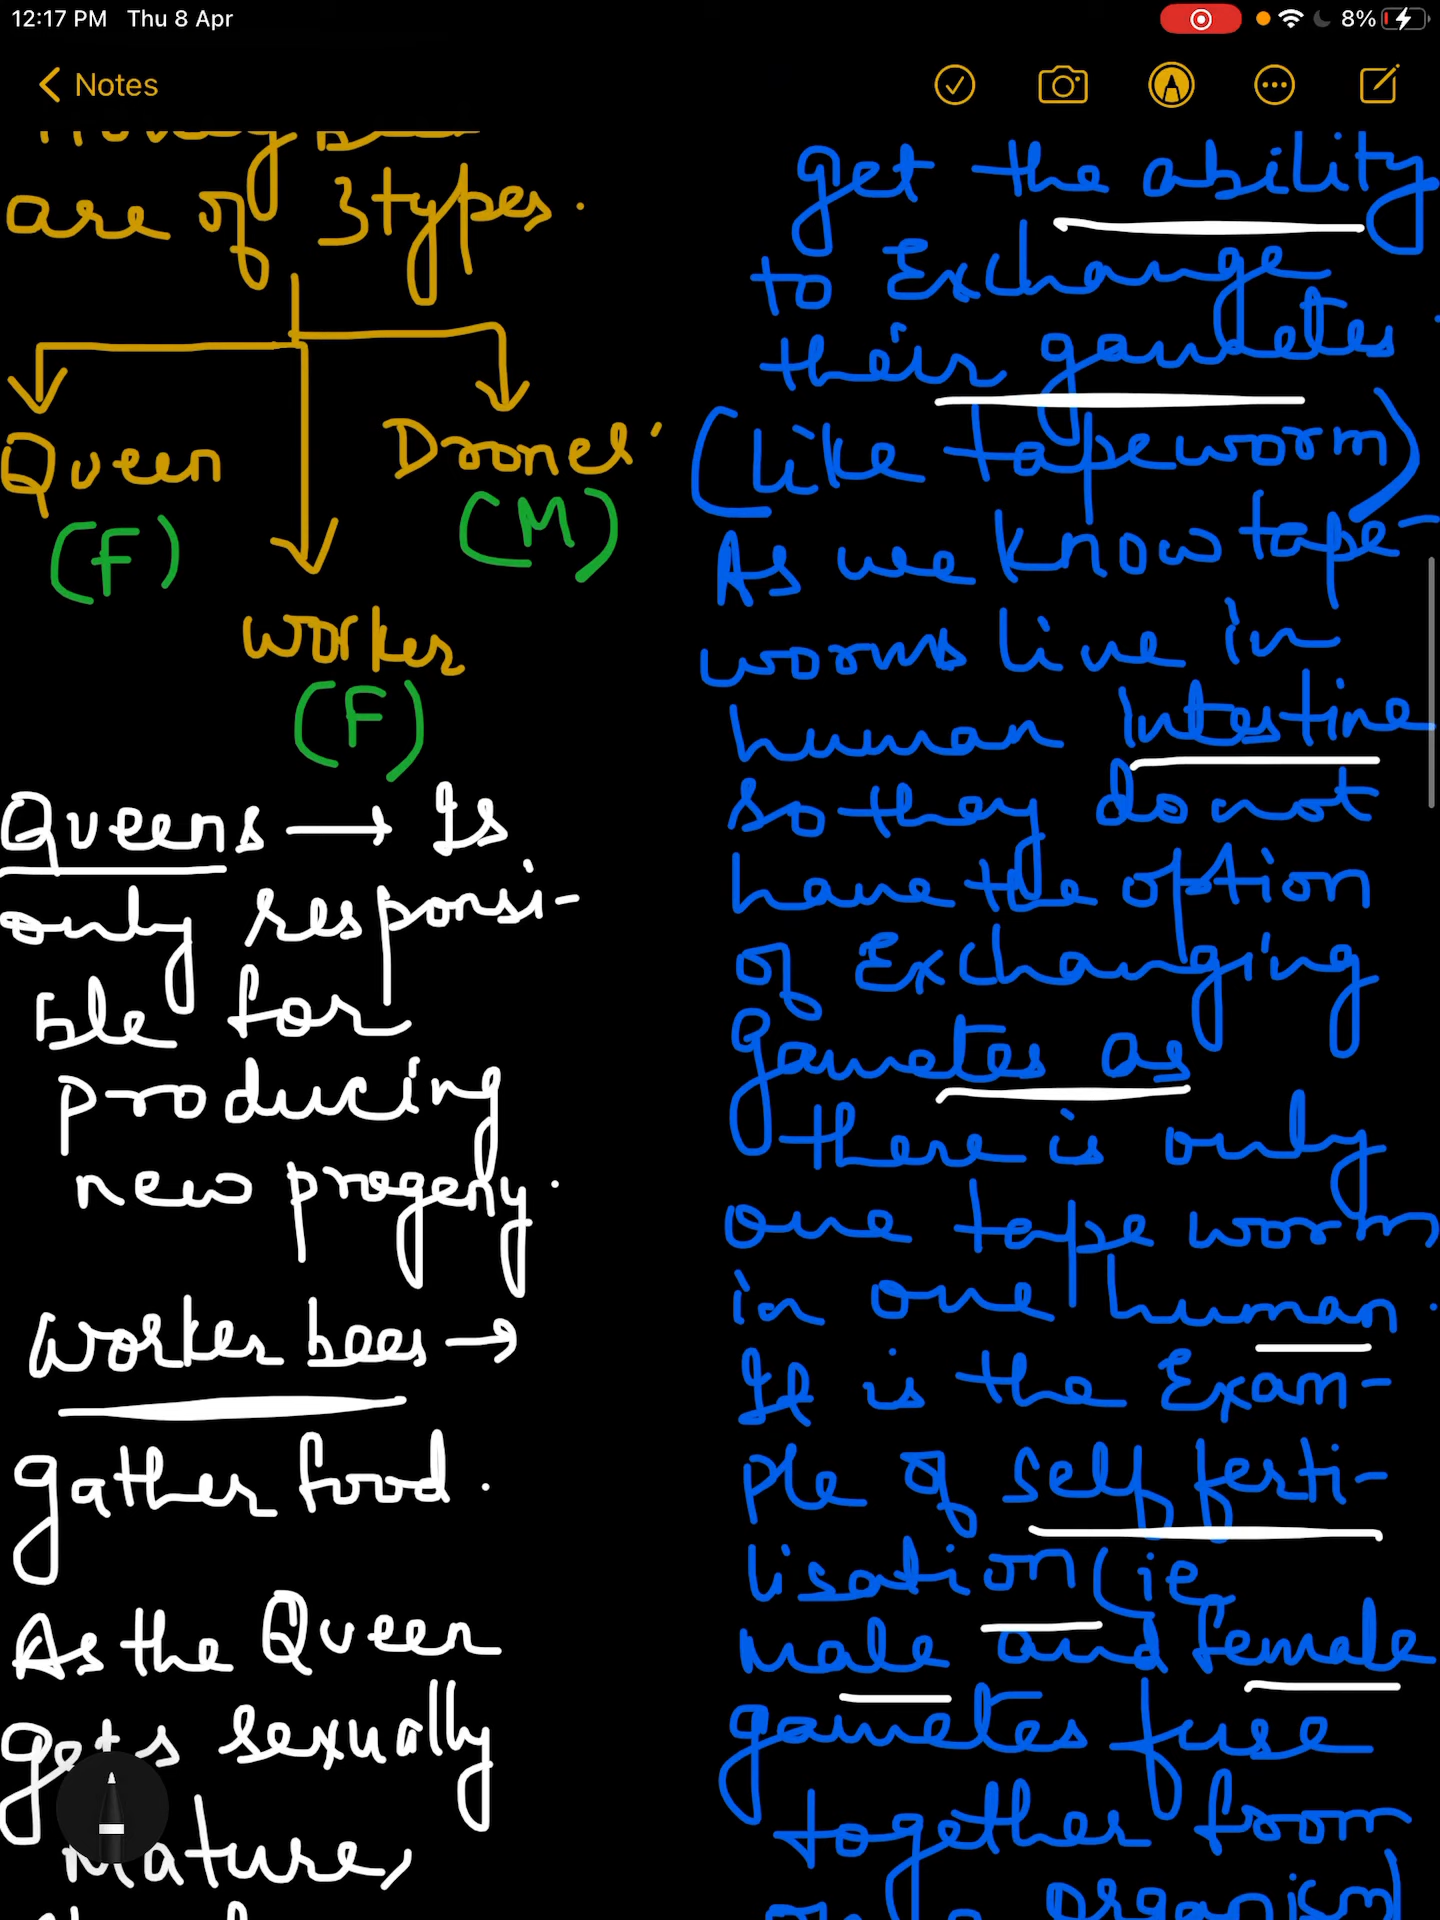 12:17 PM Thu 8 Apr
8%
Notes
Honey Bees
are of 3 types.
Queen
(F)
Drones
(M)
Worker
(F)
Queens → Is
only responsi-
ble for
producing
new progeny.
Worker bees →
gather food.
As the Queen
gets sexually
Mature,
get the ability
to Exchange
their gametes.
(like tapeworm)
As we know tape-
worms live in
human Intestine
so they do not
have the option
of Exchanging
gametes as
there is only
one tape worm
in one human.
It is the Exam-
ple of self ferti-
lisation (ie,
male and female
gametes fuse
together from
organism)